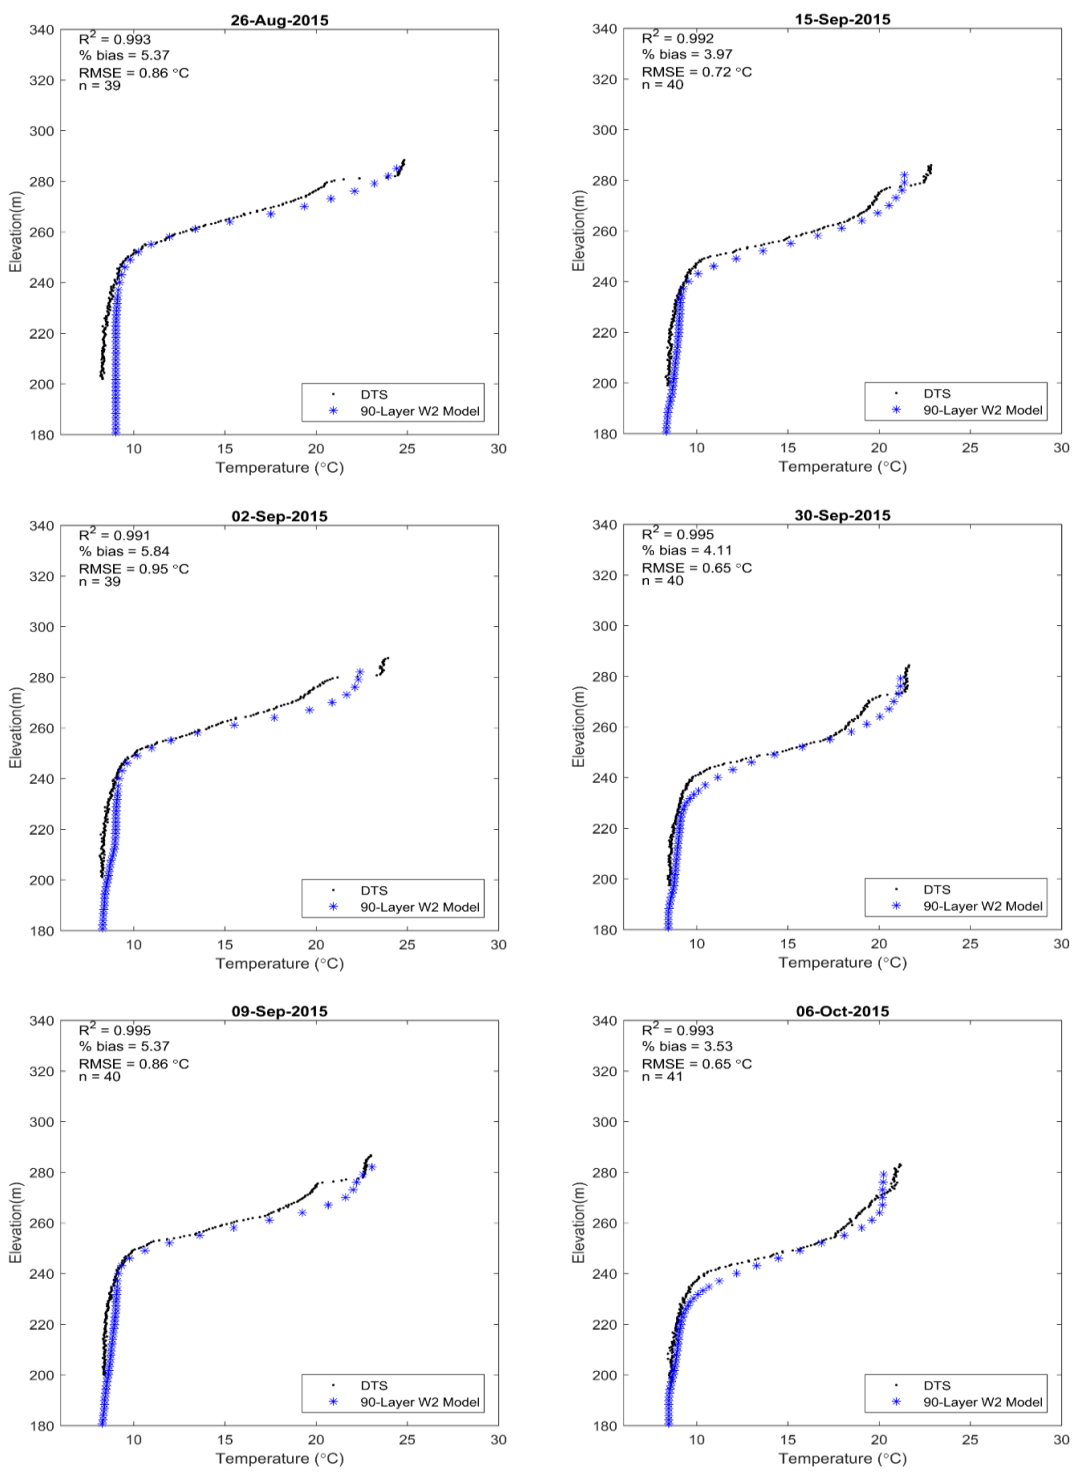 26-Aug-2015
R² = 0.993
% bias = 5.37
RMSE = 0.86 °C
n = 39
340
320
300
280
260
240
220
200
180
Elevation(m)
DTS
90-Layer W2 Model
10 15 20 25 30
Temperature (°C)
15-Sep-2015
R² = 0.992
% bias = 3.97
RMSE = 0.72 °C
n = 40
340
320
300
280
260
240
220
200
180
Elevation(m)
DTS
90-Layer W2 Model
10 15 20 25 30
Temperature (°C)
02-Sep-2015
R² = 0.991
% bias = 5.84
RMSE = 0.95 °C
n = 39
340
320
300
280
260
240
220
200
180
Elevation(m)
DTS
90-Layer W2 Model
10 15 20 25 30
Temperature (°C)
30-Sep-2015
R² = 0.995
% bias = 4.11
RMSE = 0.65 °C
n = 40
340
320
300
280
260
240
220
200
180
Elevation(m)
DTS
90-Layer W2 Model
10 15 20 25 30
Temperature (°C)
09-Sep-2015
R² = 0.995
% bias = 5.37
RMSE = 0.86 °C
n = 40
340
320
300
280
260
240
220
200
180
Elevation(m)
DTS
90-Layer W2 Model
10 15 20 25 30
Temperature (°C)
06-Oct-2015
R² = 0.993
% bias = 3.53
RMSE = 0.65 °C
n = 41
340
320
300
280
260
240
220
200
180
Elevation(m)
DTS
90-Layer W2 Model
10 15 20 25 30
Temperature (°C)